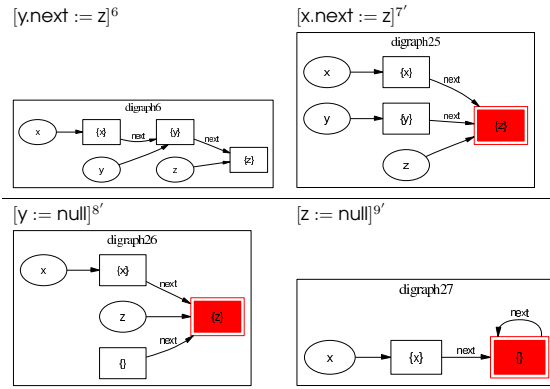 [y.next := z]⁶
digraph6
x
{x}
next
{y}
next
y
z
{z}
[x.next := z]⁷′
digraph25
x
{x}
next
y
{y}
next
{z}
z
[y := null]⁸′
digraph26
x
{x}
next
z
{z}
next
{}
[z := null]⁹′
digraph27
next
x
{x}
next
{}